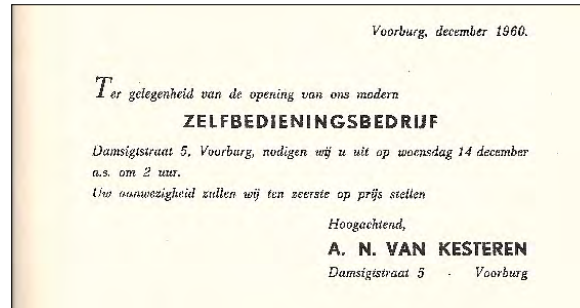 Voorburg, december 1960.
Ter gelegenheid van de opening van ons modern
ZELFBEDIENINGSBEDRIJF
Damsigtstraat 5, Voorburg, nodigen wij u uit op woensdag 14 december
a.s. om 2 uur.
Uw aanwezigheid zullen wij ten zeerste op prijs stellen
Hoogachtend,
A. N. VAN KESTEREN
Damsigtstraat 5 - Voorburg